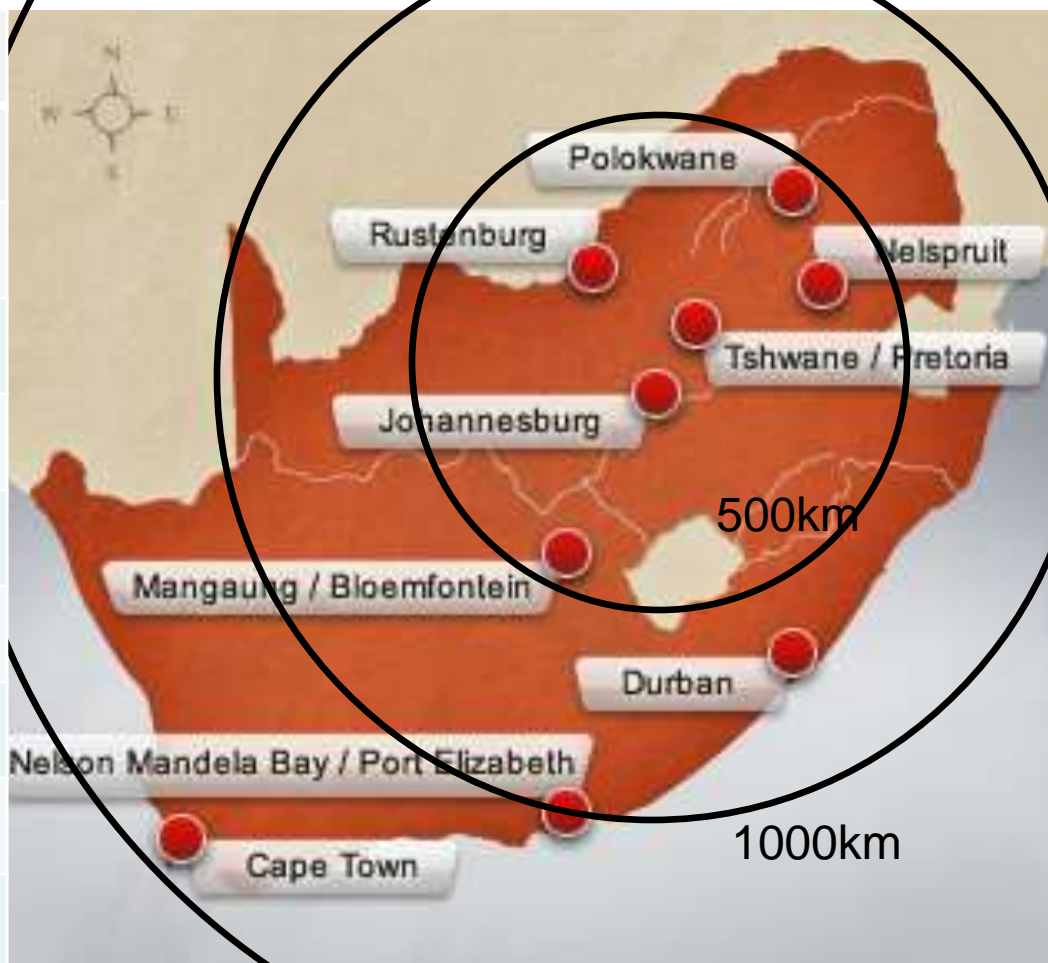 N
W
E
Polokwane
Rustenburg
Nelspruit
Tshwane / Pretoria
Johannesburg
500km
Mangaung / Bloemfontein
Durban
Nelson Mandela Bay / Port Elizabeth
1000km
Cape Town